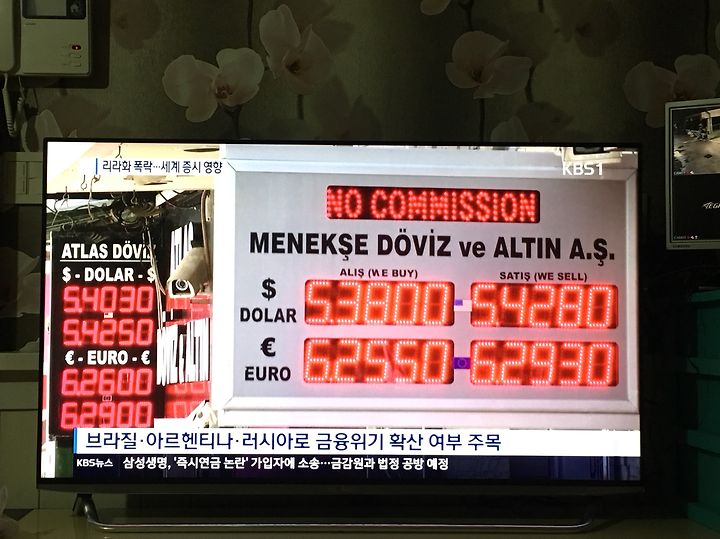 리라화 폭락…세계 증시 영향
KBS1
NO COMMISSION
MENEKŞE DÖVİZ ve ALTIN A.Ş.
ALIŞ (WE BUY)
SATIŞ (WE SELL)
$
DOLAR
5.3800
5.4280
€
EURO
6.2550
6.2930
ATLAS DÖVİZ
$ - DOLAR - $
5.4030
5.4250
€ - EURO - €
6.2600
6.2900
ATLAS
DÖVİZ
브라질·아르헨티나·러시아로 금융위기 확산 여부 주목
KBS뉴스 삼성생명, '즉시연금 논란' 가입자에 소송…금감원과 법정 공방 예정